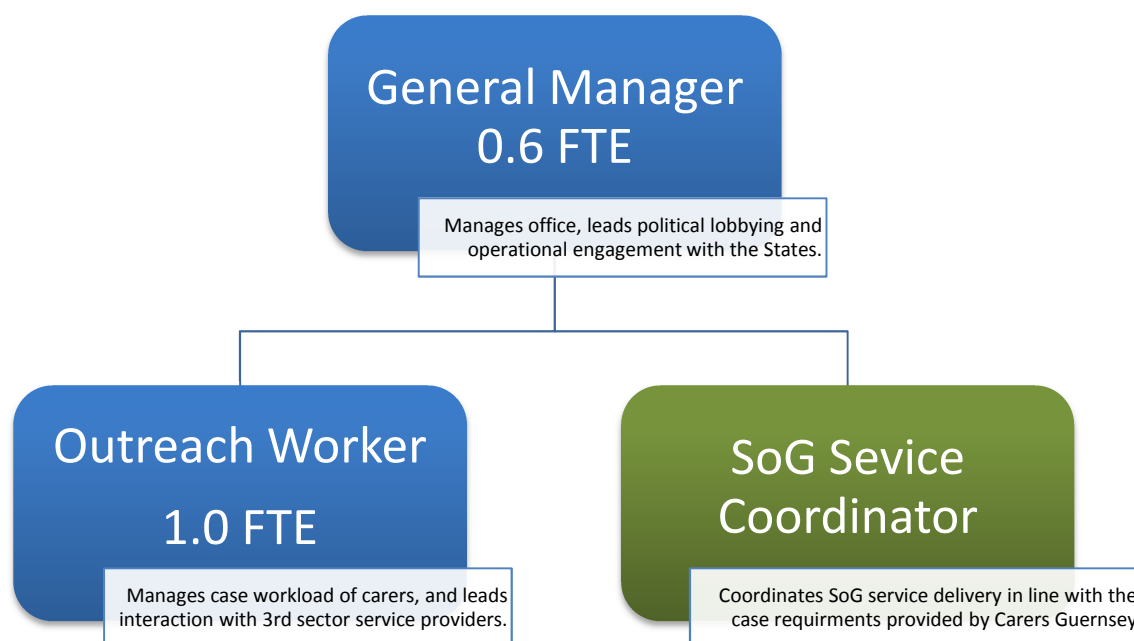 General Manager
0.6 FTE
Manages office, leads political lobbying and
operational engagement with the States.
Outreach Worker
1.0 FTE
Manages case workload of carers, and leads
interaction with 3rd sector service providers.
SoG Sevice
Coordinator
Coordinates SoG service delivery in line with the
case requirments provided by Carers Guernsey